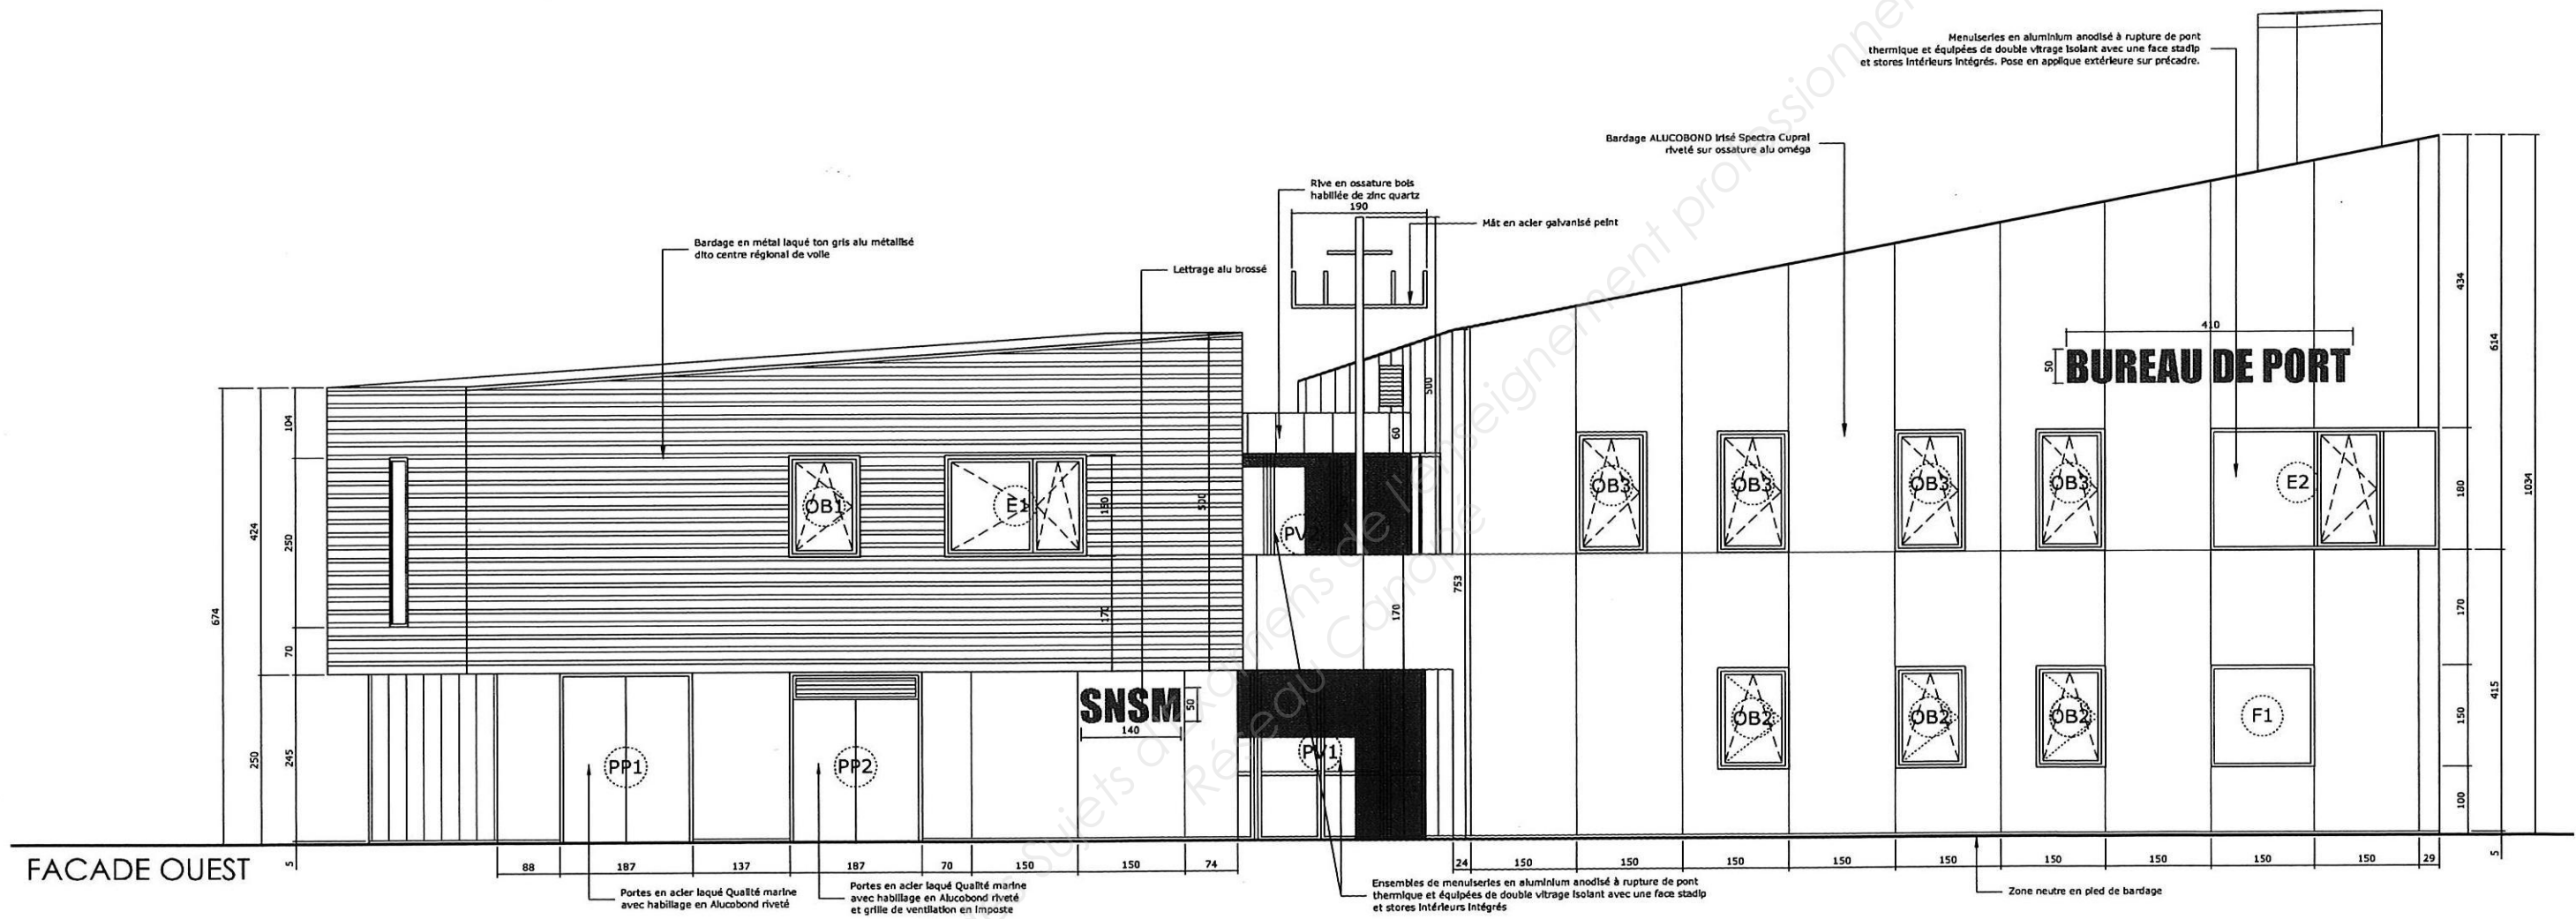 Menuiseries en aluminium anodisé à rupture de pont
thermique et équipées de double vitrage isolant avec une face stadip
et stores intérieurs intégrés. Pose en applique extérieure sur précadre.
Bardage ALUCOBOND irisé Spectra Cupral
riveté sur ossature alu oméga
Rive en ossature bois
habillée de zinc quartz
190
Mât en acier galvanisé peint
Bardage en métal laqué ton gris alu métallisé
dito centre régional de voile
Lettrage alu brossé
410
50
BUREAU DE PORT
434
614
1034
180
170
415
150
100
5
104
424
250
674
70
250
245
5
500
60
180
500
170
170
753
OB1
E1
PV2
OB3
OB3
OB3
OB3
E2
SNSM
50
140
PP1
PP2
PV1
OB2
OB2
OB2
F1
FACADE OUEST
88
187
137
187
70
150
150
74
24
150
150
150
150
150
150
150
150
150
29
Portes en acier laqué Qualité marine
avec habillage en Alucobond riveté
Portes en acier laqué Qualité marine
avec habillage en Alucobond riveté
et grille de ventilation en imposte
Ensembles de menuiseries en aluminium anodisé à rupture de pont
thermique et équipées de double vitrage isolant avec une face stadip
et stores intérieurs intégrés
Zone neutre en pied de bardage
sujets d'examens de l'enseignement professionnel
Réseau Canopé